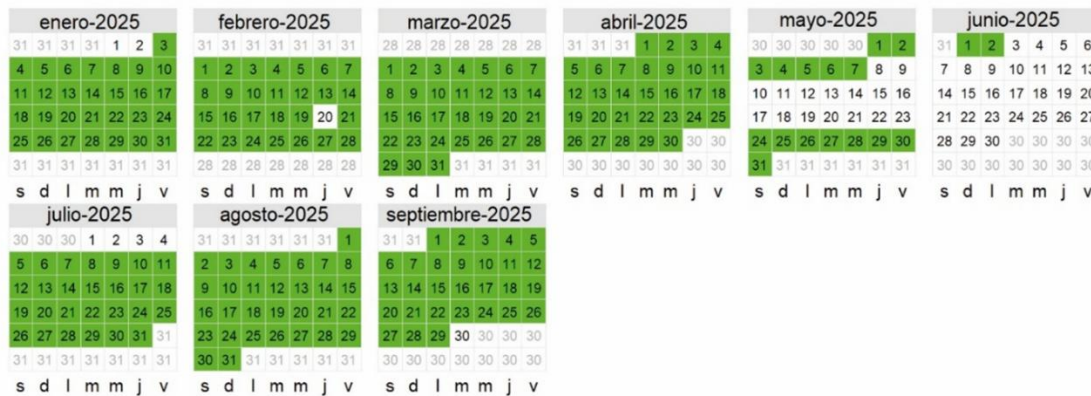 enero-2025 febrero-2025 marzo-2025 abril-2025 mayo-2025 junio-2025
31 31 31 31 1 2 3 31 31 31 31 31 31 31 28 28 28 28 28 28 28 31 31 31 1 2 3 4 30 30 30 30 30 1 2 31 1 2 3 4 5 6
4 5 6 7 8 9 10 1 2 3 4 5 6 7 1 2 3 4 5 6 7 5 6 7 8 9 10 11 3 4 5 6 7 8 9 7 8 9 10 11 12 13
11 12 13 14 15 16 17 8 9 10 11 12 13 14 8 9 10 11 12 13 14 12 13 14 15 16 17 18 10 11 12 13 14 15 16 14 15 16 17 18 19 20
18 19 20 21 22 23 24 15 16 17 18 19 20 21 15 16 17 18 19 20 21 19 20 21 22 23 24 25 17 18 19 20 21 22 23 21 22 23 24 25 26 27
25 26 27 28 29 30 31 22 23 24 25 26 27 28 22 23 24 25 26 27 28 26 27 28 29 30 30 30 24 25 26 27 28 29 30 28 29 30 30 30 30 30
31 31 31 31 31 31 31 28 28 28 28 28 28 28 29 30 31 31 31 31 31 30 30 30 30 30 30 30 31 31 31 31 31 31 31 30 30 30 30 30 30 30
s d l m m j v s d l m m j v s d l m m j v s d l m m j v s d l m m j v s d l m m j v
julio-2025 agosto-2025 septiembre-2025
30 30 30 1 2 3 4 31 31 31 31 31 31 1 31 31 1 2 3 4 5
5 6 7 8 9 10 11 2 3 4 5 6 7 8 6 7 8 9 10 11 12
12 13 14 15 16 17 18 9 10 11 12 13 14 15 13 14 15 16 17 18 19
19 20 21 22 23 24 25 16 17 18 19 20 21 22 20 21 22 23 24 25 26
26 27 28 29 30 31 31 23 24 25 26 27 28 29 27 28 29 30 30 30 30
31 31 31 31 31 31 31 30 31 31 31 31 31 31 30 30 30 30 30 30 30
s d l m m j v s d l m m j v s d l m m j v